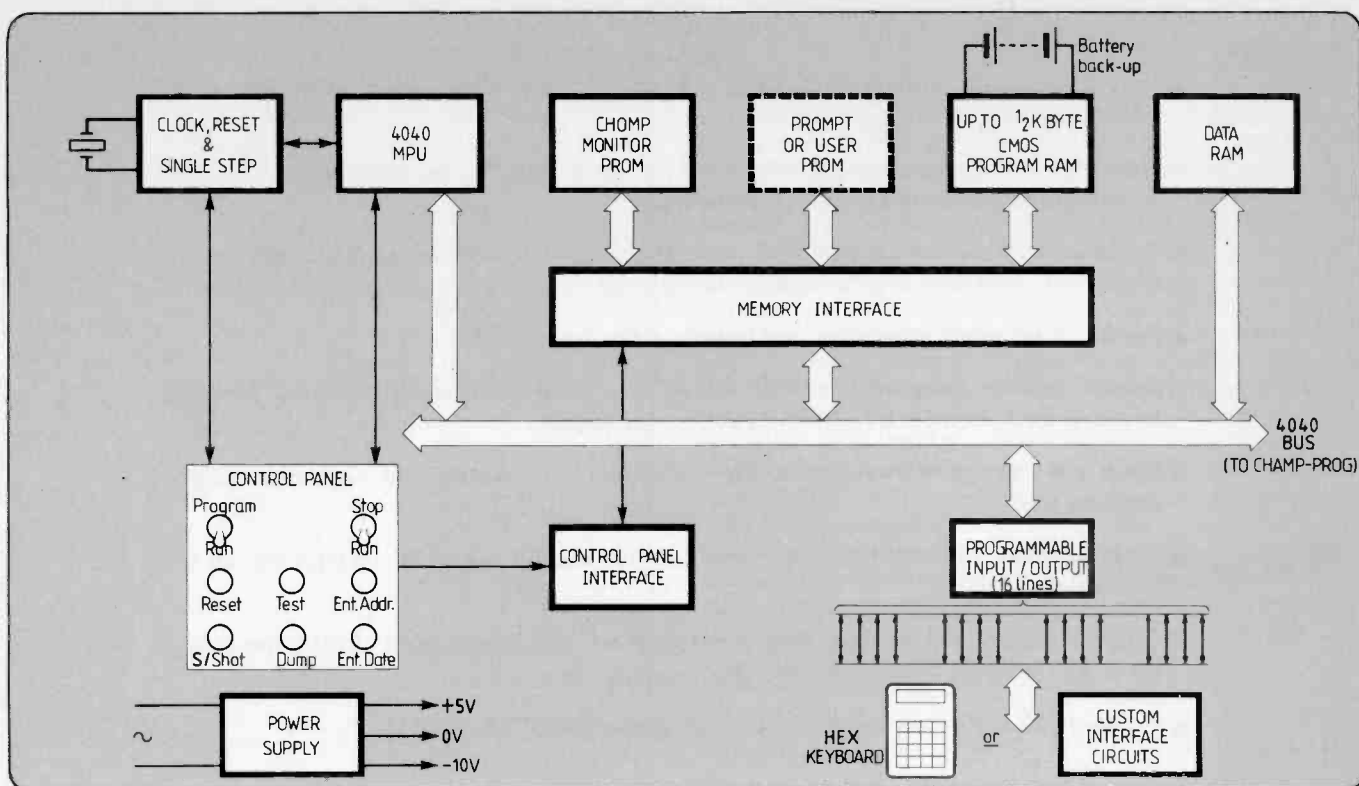 Battery
back-up
CLOCK, RESET
&
SINGLE STEP
4040
MPU
CHOMP
MONITOR
PROM
PROMPT
OR USER
PROM
UP TO 1/2K BYTE
CMOS
PROGRAM RAM
DATA
RAM
MEMORY INTERFACE
4040
BUS
(TO CHAMP-PROG)
CONTROL PANEL
Program
Stop
Run
Run
Reset
Test
Ent.Addr.
S/Shot
Dump
Ent.Date
CONTROL PANEL
INTERFACE
PROGRAMMABLE
INPUT/OUTPUT
(16 lines)
POWER
SUPPLY
~
+5V
0V
-10V
HEX
KEYBOARD
or
CUSTOM
INTERFACE
CIRCUITS